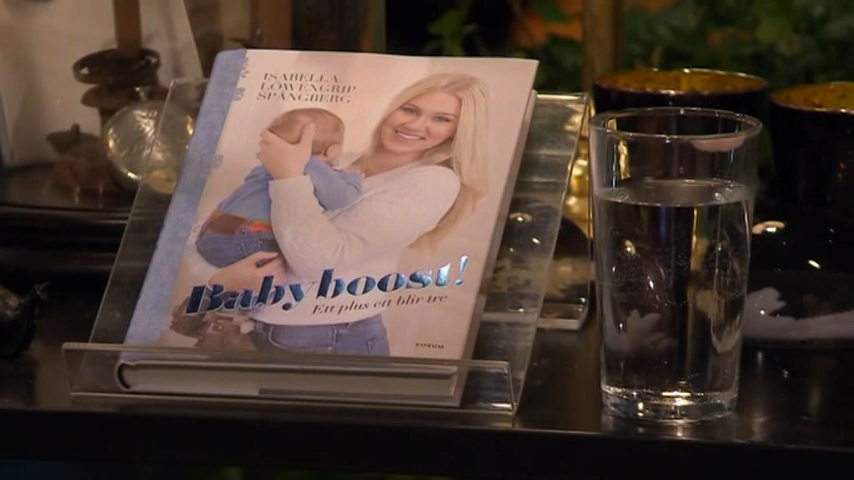 ISABELLA
LÖWENGRIP
SPÅNGBERG
Babyboost!
Ett plus ett blir tre
FORUM